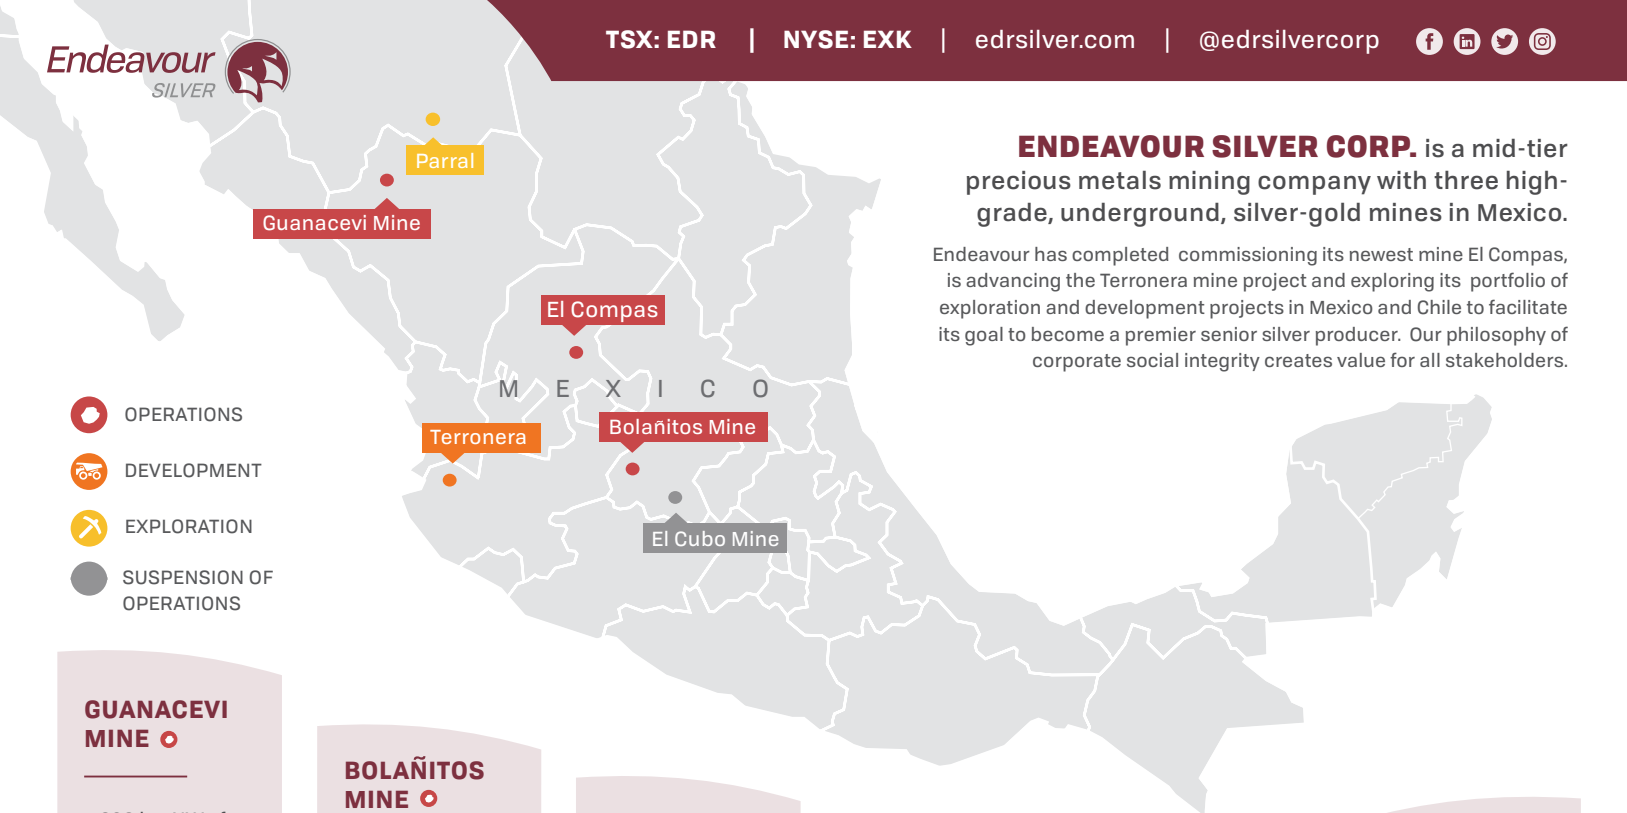 Endeavour
SILVER
TSX: EDR | NYSE: EXK | edrsilver.com | @edrsilvercorp
ENDEAVOUR SILVER CORP. is a mid-tier
precious metals mining company with three high-
grade, underground, silver-gold mines in Mexico.
Endeavour has completed commissioning its newest mine El Compas,
is advancing the Terronera mine project and exploring its portfolio of
exploration and development projects in Mexico and Chile to facilitate
its goal to become a premier senior silver producer. Our philosophy of
corporate social integrity creates value for all stakeholders.
Parral
Guanacevi Mine
El Compas
MEXICO
Terronera
Bolañitos Mine
El Cubo Mine
OPERATIONS
DEVELOPMENT
EXPLORATION
SUSPENSION OF
OPERATIONS
GUANACEVI
MINE
BOLAÑITOS
MINE